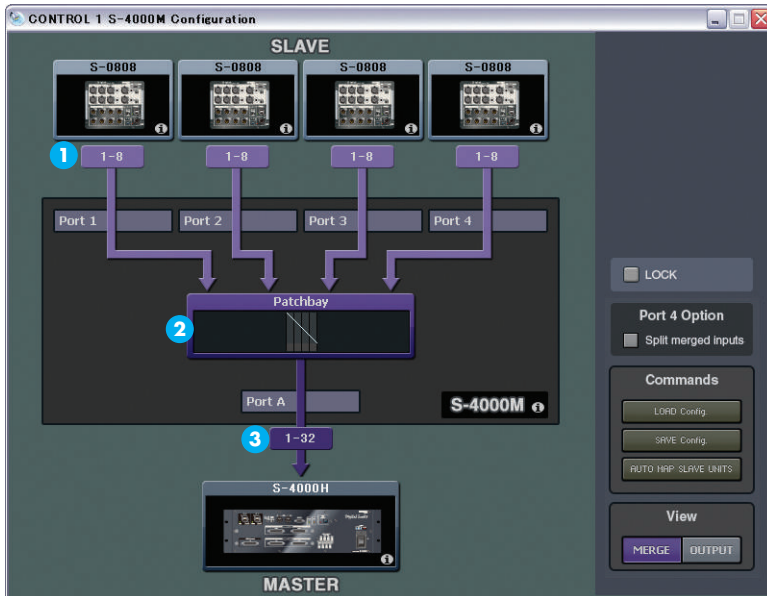 CONTROL 1 S-4000M Configuration
SLAVE
S-0808
S-0808
S-0808
S-0808
1
1-8
1-8
1-8
1-8
Port 1
Port 2
Port 3
Port 4
Patchbay
2
Port A
S-4000M
3
1-32
S-4000H
MASTER
LOCK
Port 4 Option
Split merged inputs
Commands
LOAD Config.
SAVE Config.
AUTO MAP SLAVE UNITS
View
MERGE
OUTPUT